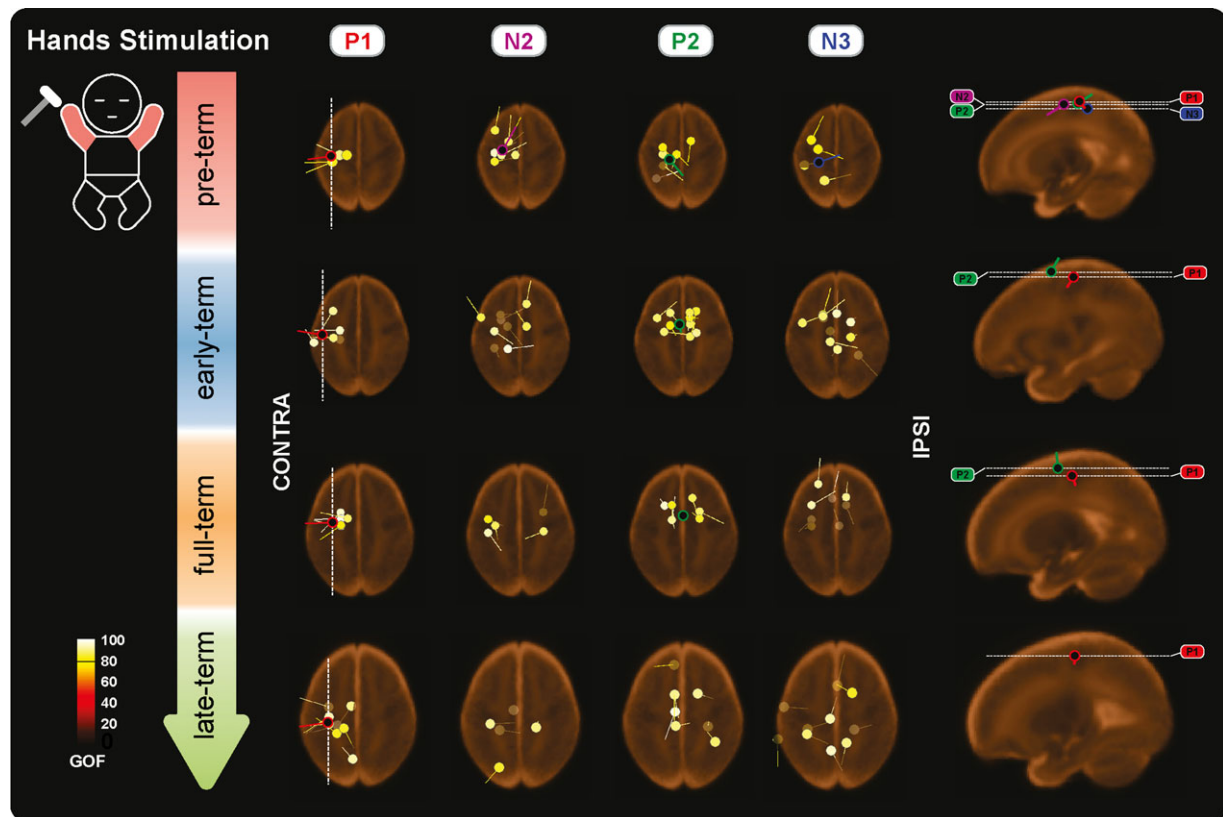 Hands Stimulation
P1
N2
P2
N3
pre-term
N2
P2
P1
N3
early-term
P2
P1
CONTRA
IPSI
full-term
P2
P1
late-term
P1
100
80
60
40
20
0
GOF